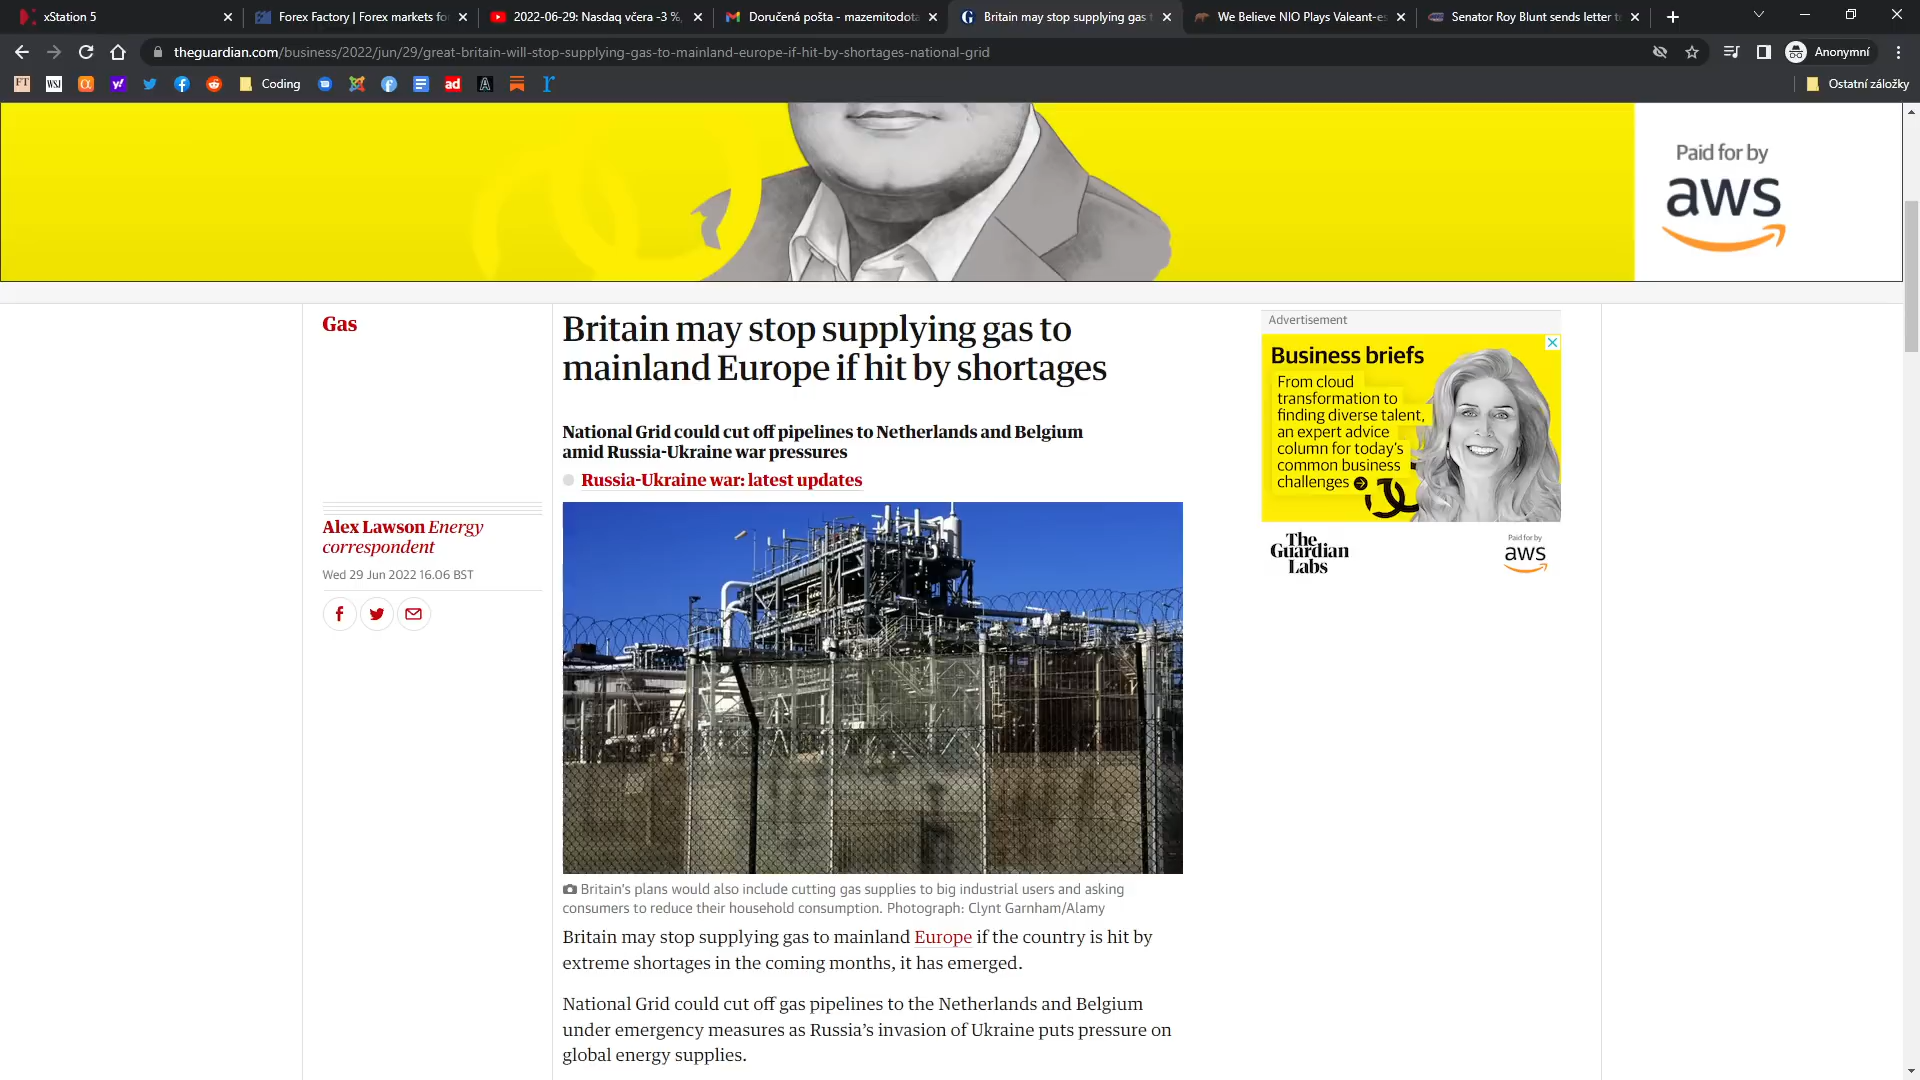 xStation 5
Forex Factory | Forex markets fo
2022-06-29: Nasdaq včera -3 %,
Doručená pošta - mazemitodota
Britain may stop supplying gas t
We Believe NIO Plays Valeant-es
Senator Roy Blunt sends letter t
theguardian.com/business/2022/jun/29/great-britain-will-stop-supplying-gas-to-mainland-europe-if-hit-by-shortages-national-grid
Anonymní
FT WSJ α y! Coding ad A r
Ostatní záložky
Paid for by
aws
Gas
Britain may stop supplying gas to
mainland Europe if hit by shortages
National Grid could cut off pipelines to Netherlands and Belgium
amid Russia-Ukraine war pressures
Russia-Ukraine war: latest updates
Alex Lawson Energy
correspondent
Wed 29 Jun 2022 16.06 BST
Britain's plans would also include cutting gas supplies to big industrial users and asking
consumers to reduce their household consumption. Photograph: Clynt Garnham/Alamy
Britain may stop supplying gas to mainland Europe if the country is hit by
extreme shortages in the coming months, it has emerged.
National Grid could cut off gas pipelines to the Netherlands and Belgium
under emergency measures as Russia’s invasion of Ukraine puts pressure on
global energy supplies.
Advertisement
Business briefs
From cloud
transformation to
finding diverse talent,
an expert advice
column for today's
common business
challenges
The
Guardian
Labs
Paid for by
aws